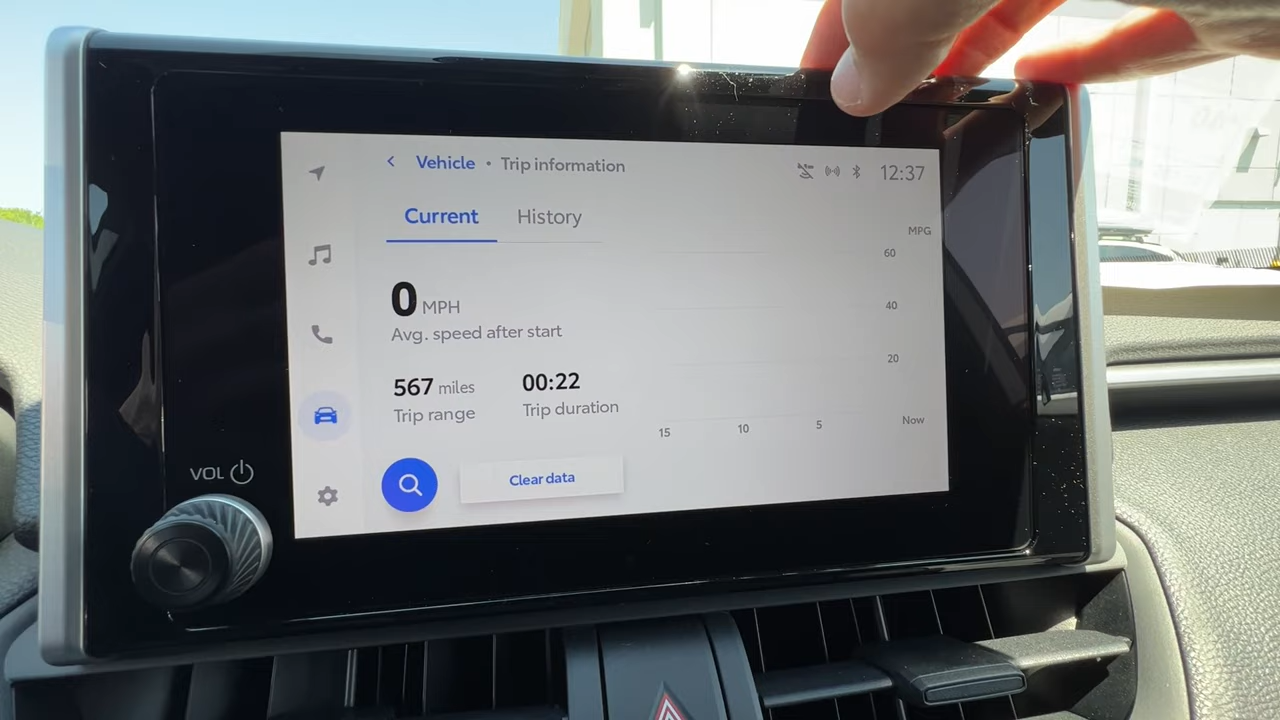 Vehicle • Trip information
12:37
Current
History
MPG
60
40
20
0 MPH
Avg. speed after start
567 miles
Trip range
00:22
Trip duration
15
10
5
Now
VOL
Clear data